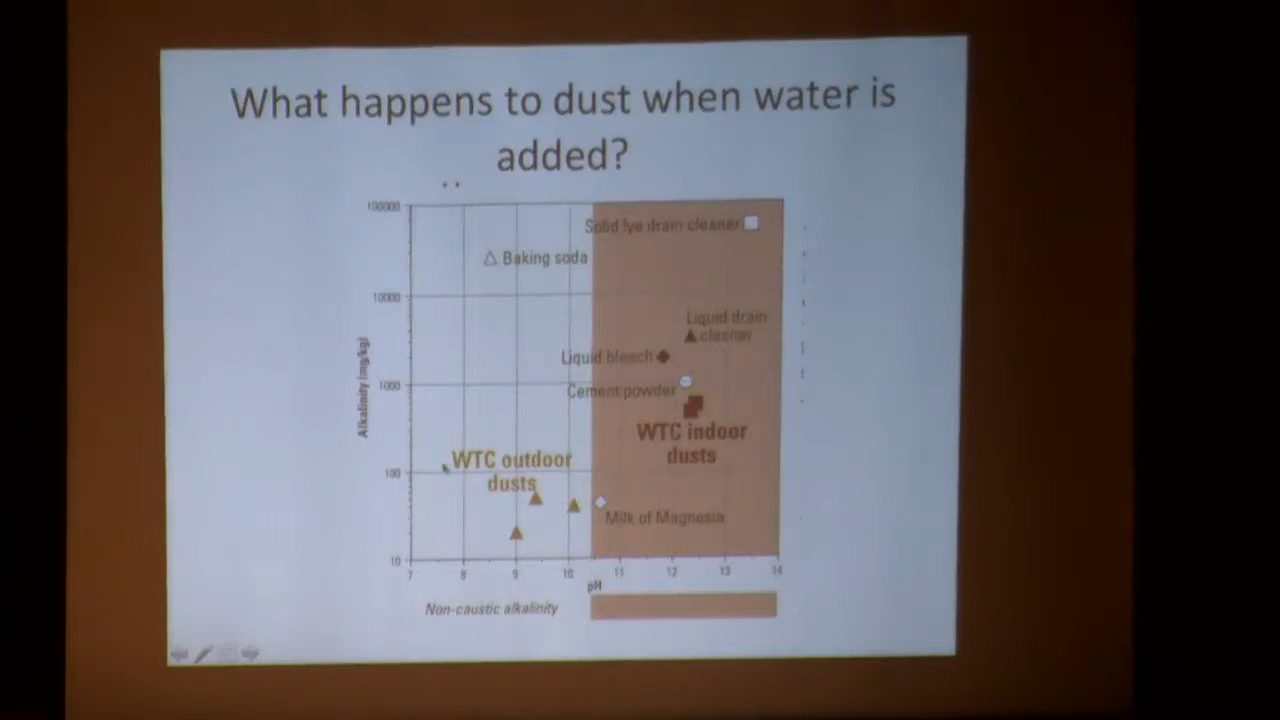 What happens to dust when water is
added?
100000
Solid lye drain cleaner
Baking soda
10000
Liquid drain
cleaner
Liquid bleach
1000
Cement powder
Alkalinity (mg/kg)
WTC indoor
dusts
WTC outdoor
dusts
100
Milk of Magnesia
10
7 8 9 10 11 12 13 14
pH
Non-caustic alkalinity